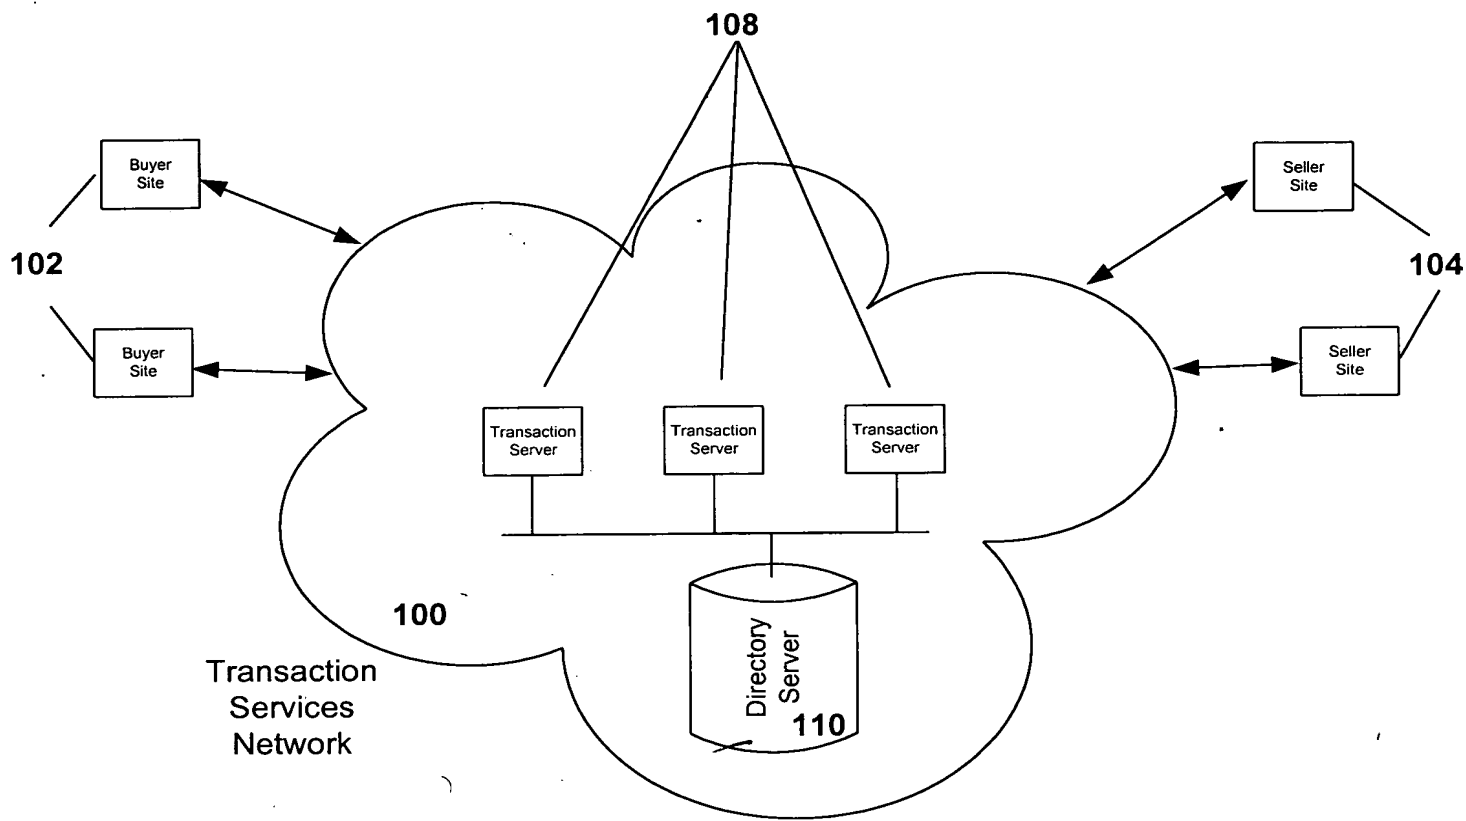 108
Buyer
Site
Seller
Site
102
104
Buyer
Site
Seller
Site
Transaction
Server
Transaction
Server
Transaction
Server
100
Transaction
Services
Network
Directory
Server
110